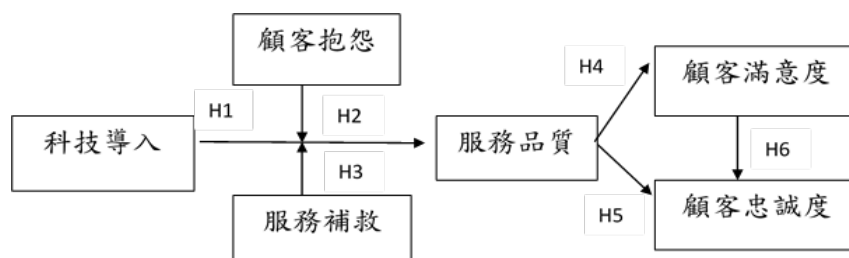 顧客抱怨
H4
顧客滿意度
H1
H2
科技導入
服務品質
H3
H6
服務補救
H5
顧客忠誠度